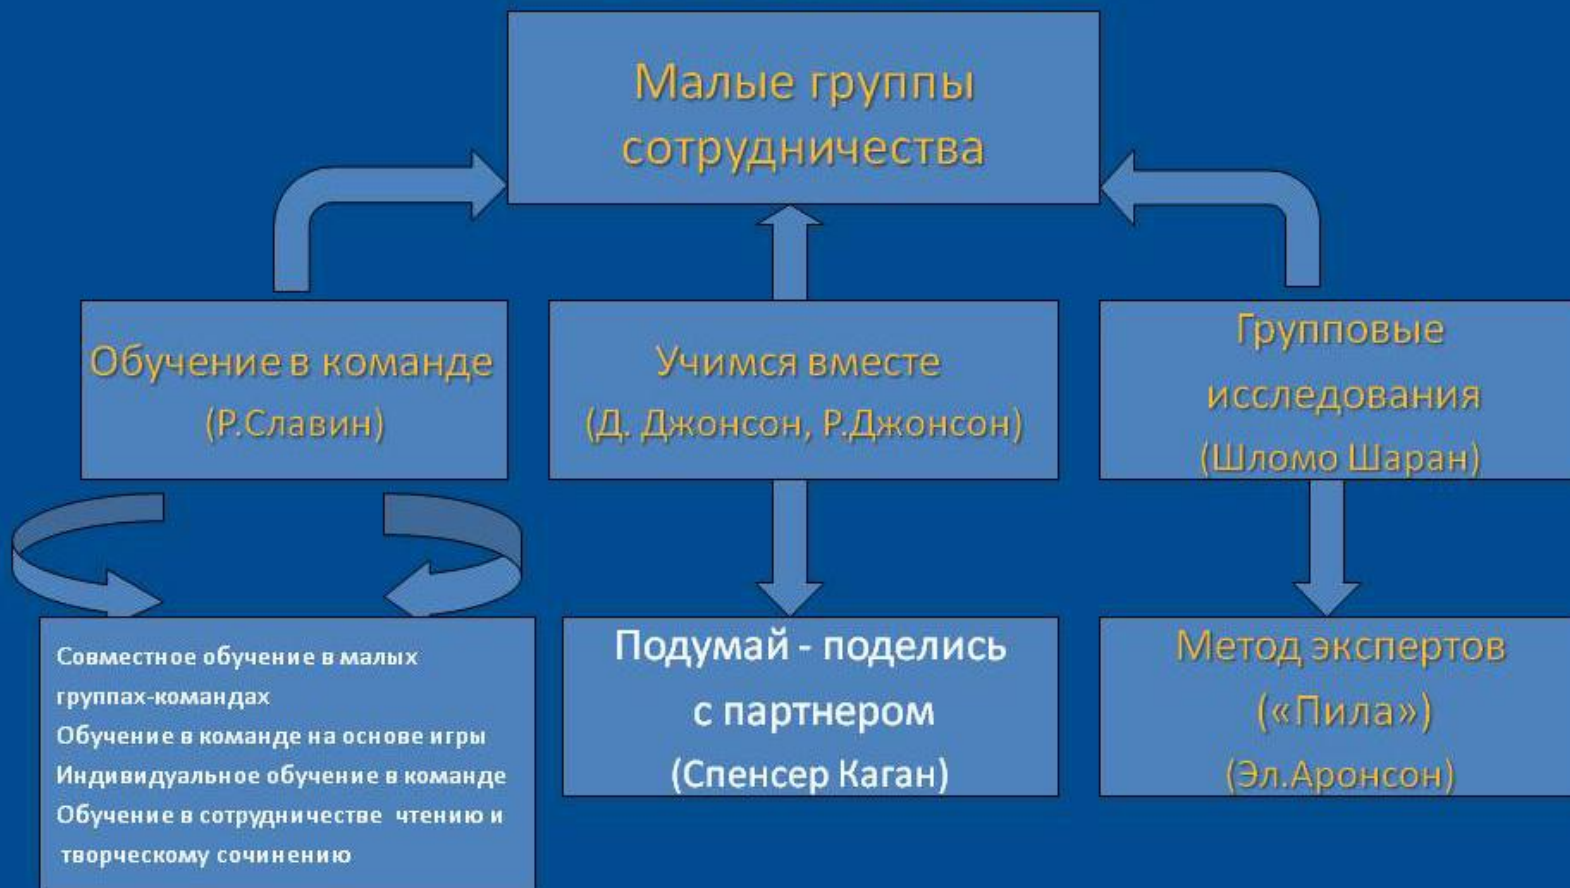 Малые группы
сотрудничества
Обучение в команде
(Р.Славин)
Учимся вместе
(Д. Джонсон, Р.Джонсон)
Групповые
исследования
(Шломо Шаран)
Совместное обучение в малых
группах-командах
Обучение в команде на основе игры
Индивидуальное обучение в команде
Обучение в сотрудничестве чтению и
творческому сочинению
Подумай - поделись
с партнером
(Спенсер Каган)
Метод экспертов
(«Пила»)
(Эл.Аронсон)